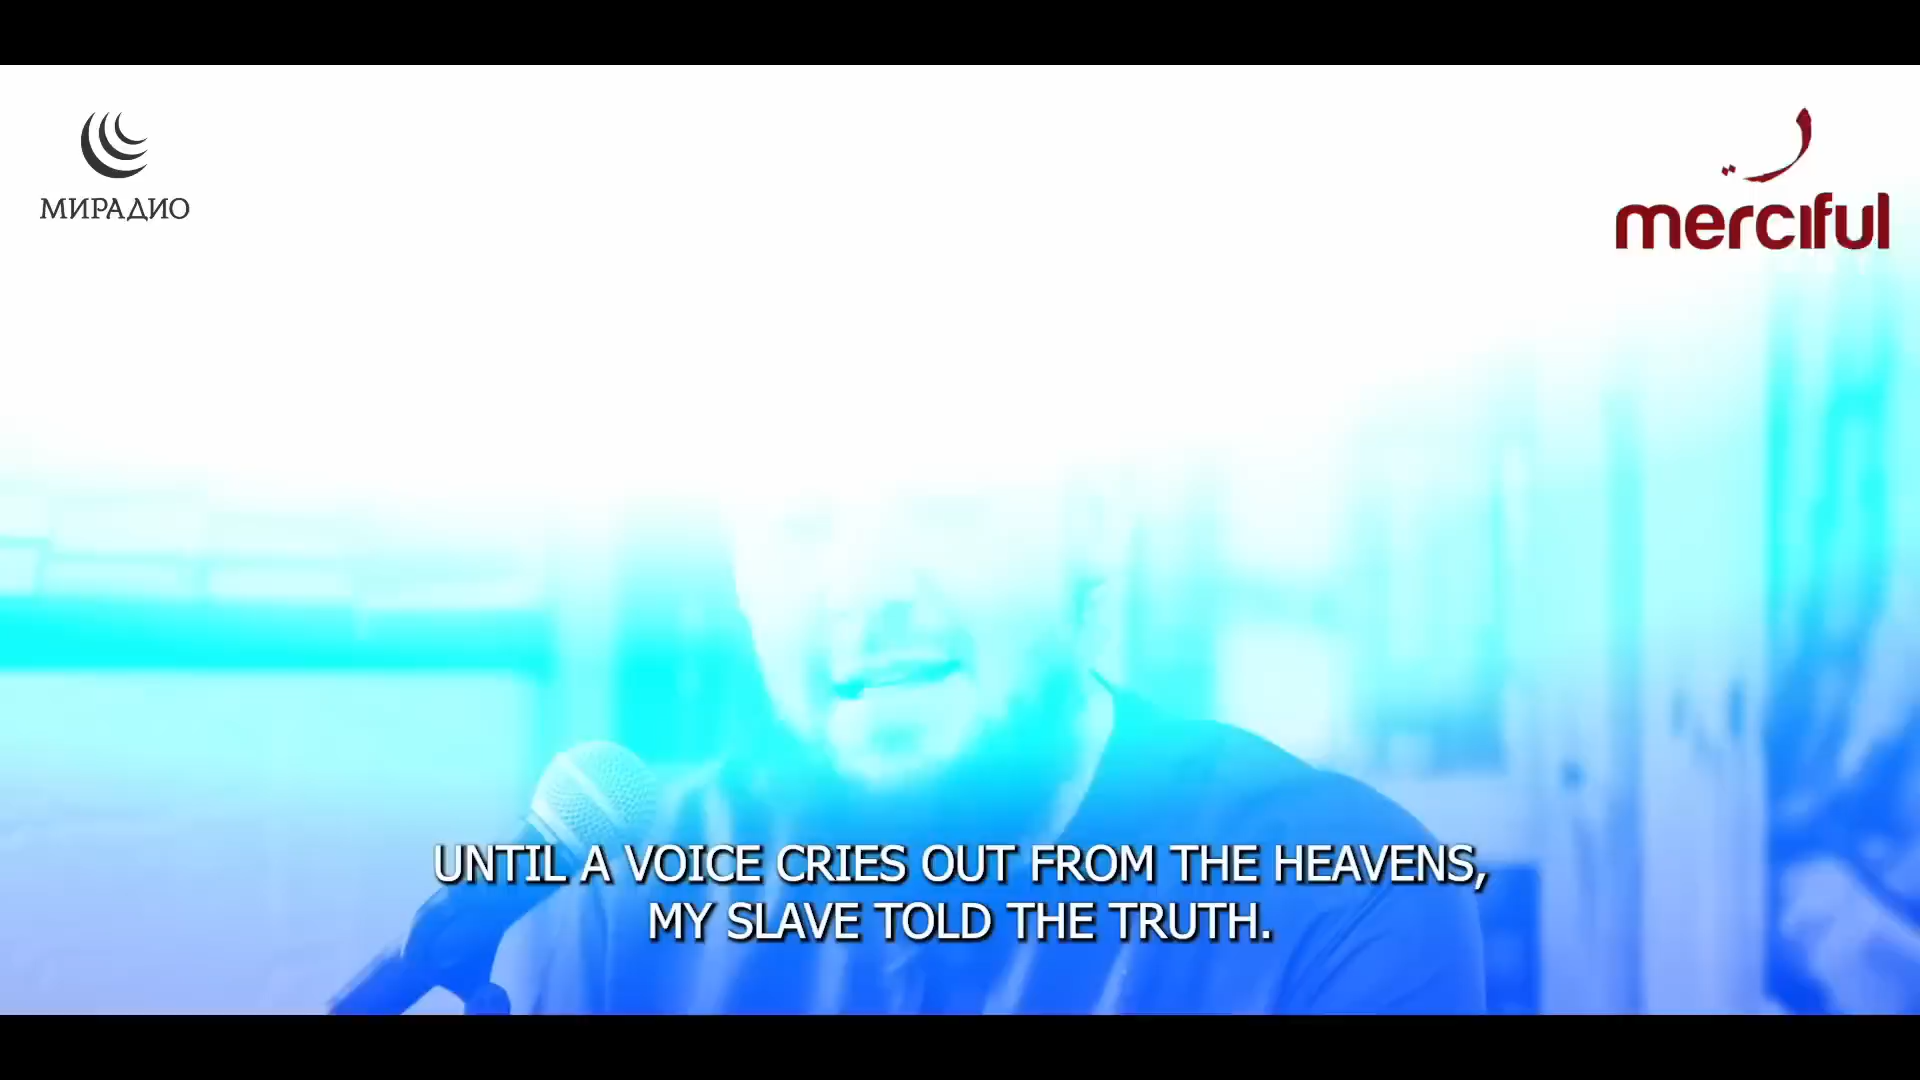 МИРАДИО
merciful
UNTIL A VOICE CRIES OUT FROM THE HEAVENS,
MY SLAVE TOLD THE TRUTH.